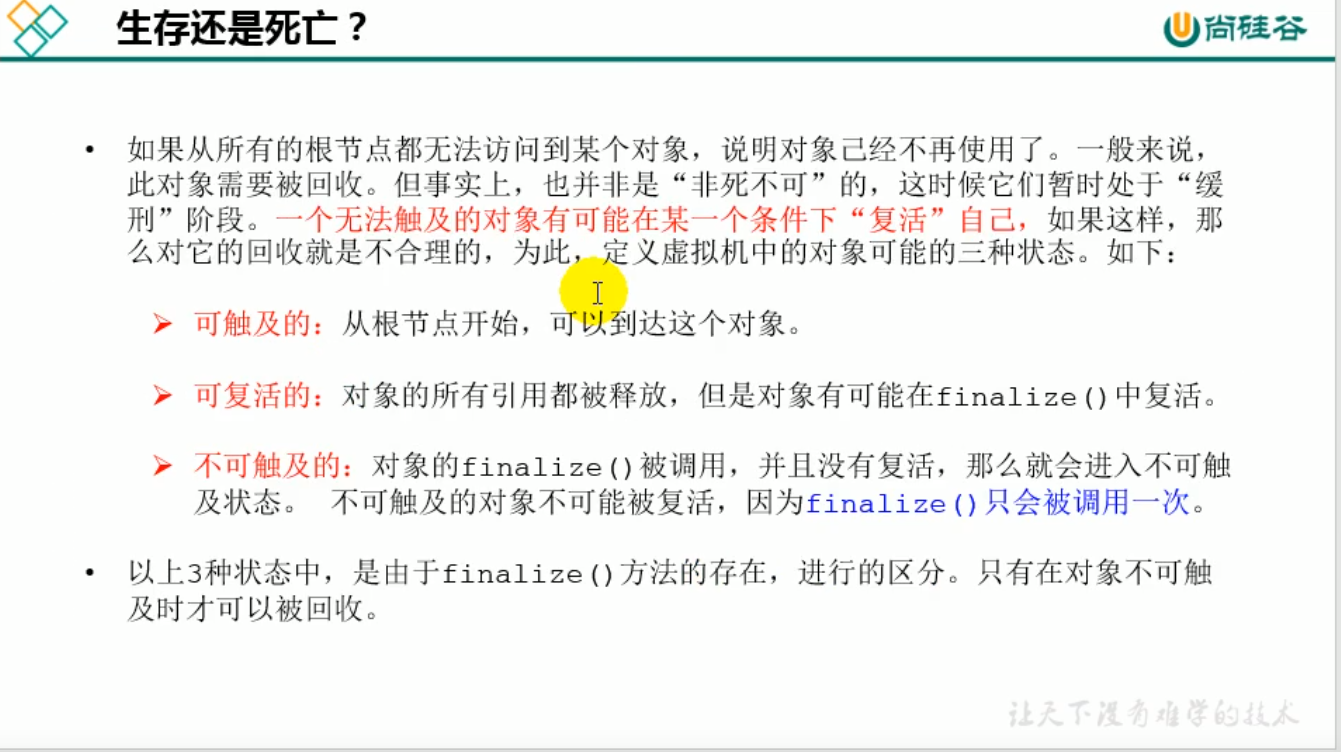 生存还是死亡？
尚硅谷
• 如果从所有的根节点都无法访问到某个对象，说明对象己经不再使用了。一般来说，
此对象需要被回收。但事实上，也并非是“非死不可”的，这时候它们暂时处于“缓
刑”阶段。一个无法触及的对象有可能在某一个条件下“复活”自己，如果这样，那
么对它的回收就是不合理的，为此，定义虚拟机中的对象可能的三种状态。如下：
➢ 可触及的：从根节点开始，可以到达这个对象。
➢ 可复活的：对象的所有引用都被释放，但是对象有可能在finalize()中复活。
➢ 不可触及的：对象的finalize()被调用，并且没有复活，那么就会进入不可触
及状态。 不可触及的对象不可能被复活，因为finalize()只会被调用一次。
• 以上3种状态中，是由于finalize()方法的存在，进行的区分。只有在对象不可触
及时才可以被回收。
让天下没有难学的技术